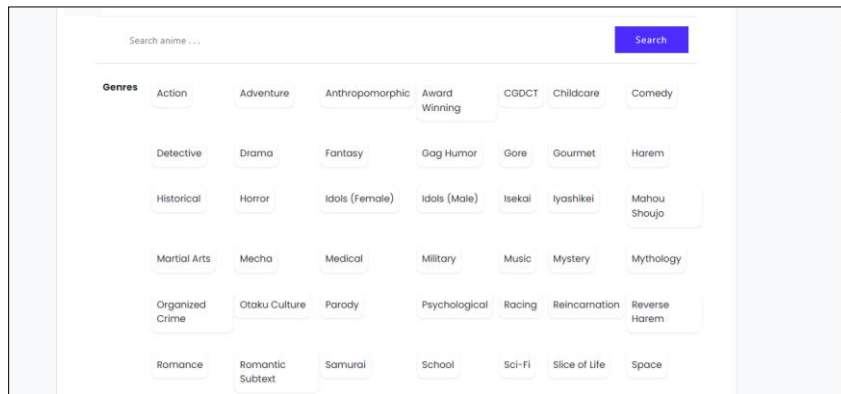 Search anime . . .
Search
Genres
Action
Adventure
Anthropomorphic
Award
Winning
CGDCT
Childcare
Comedy
Detective
Drama
Fantasy
Gag Humor
Gore
Gourmet
Harem
Historical
Horror
Idols (Female)
Idols (Male)
Isekai
Iyashikei
Mahou
Shoujo
Martial Arts
Mecha
Medical
Military
Music
Mystery
Mythology
Organized
Crime
Otaku Culture
Parody
Psychological
Racing
Reincarnation
Reverse
Harem
Romance
Romantic
Subtext
Samurai
School
Sci-Fi
Slice of Life
Space